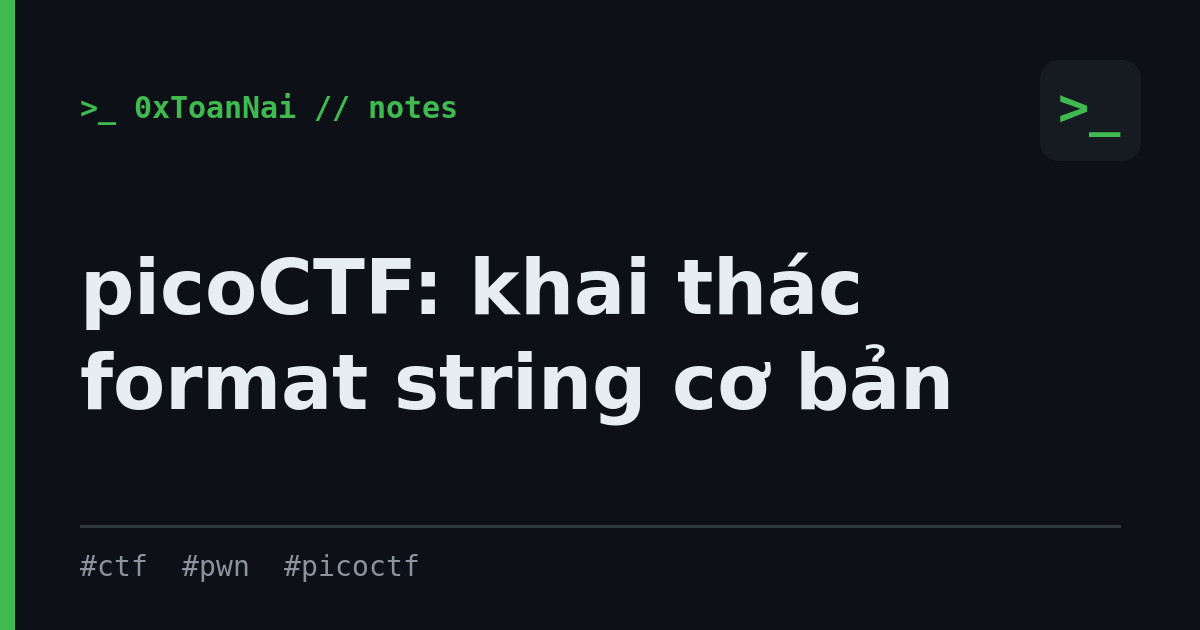 >_ 0xToanNai // notes
>_
picoCTF: khai thác
format string cơ bản
#ctf  #pwn  #picoctf